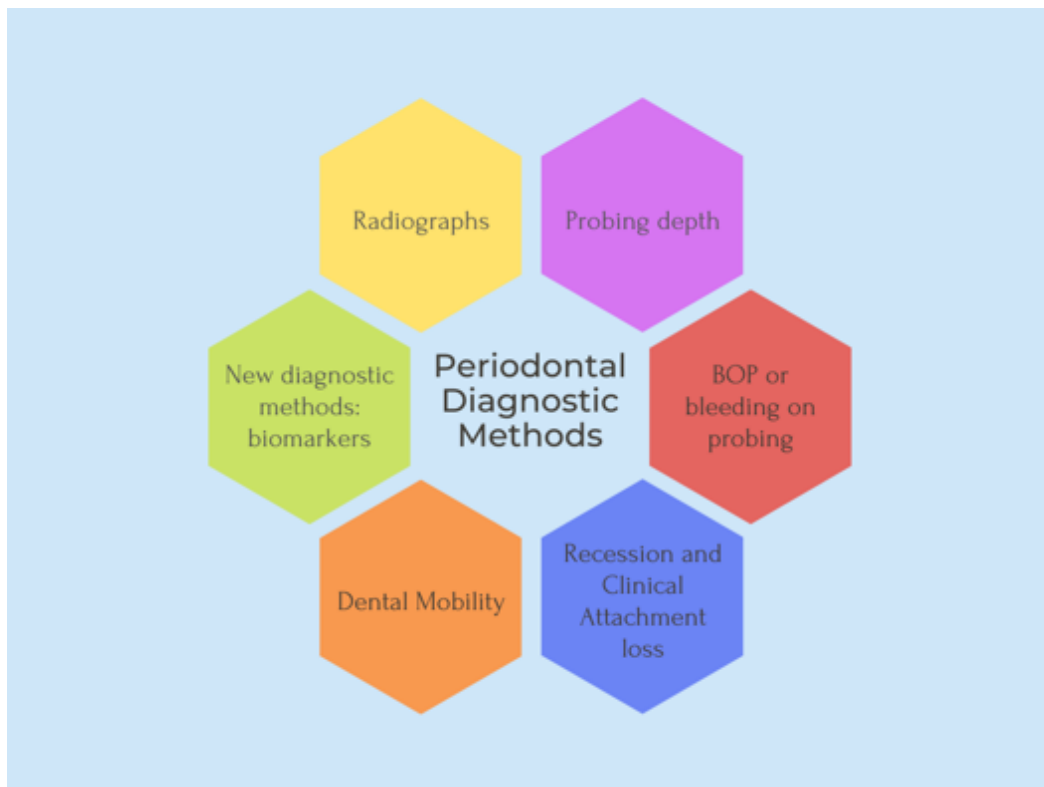 Radiographs
Probing depth
New diagnostic
methods:
biomarkers
Periodontal
Diagnostic
Methods
BOP or
bleeding on
probing
Dental Mobility
Recession and
Clinical
Attachment
loss